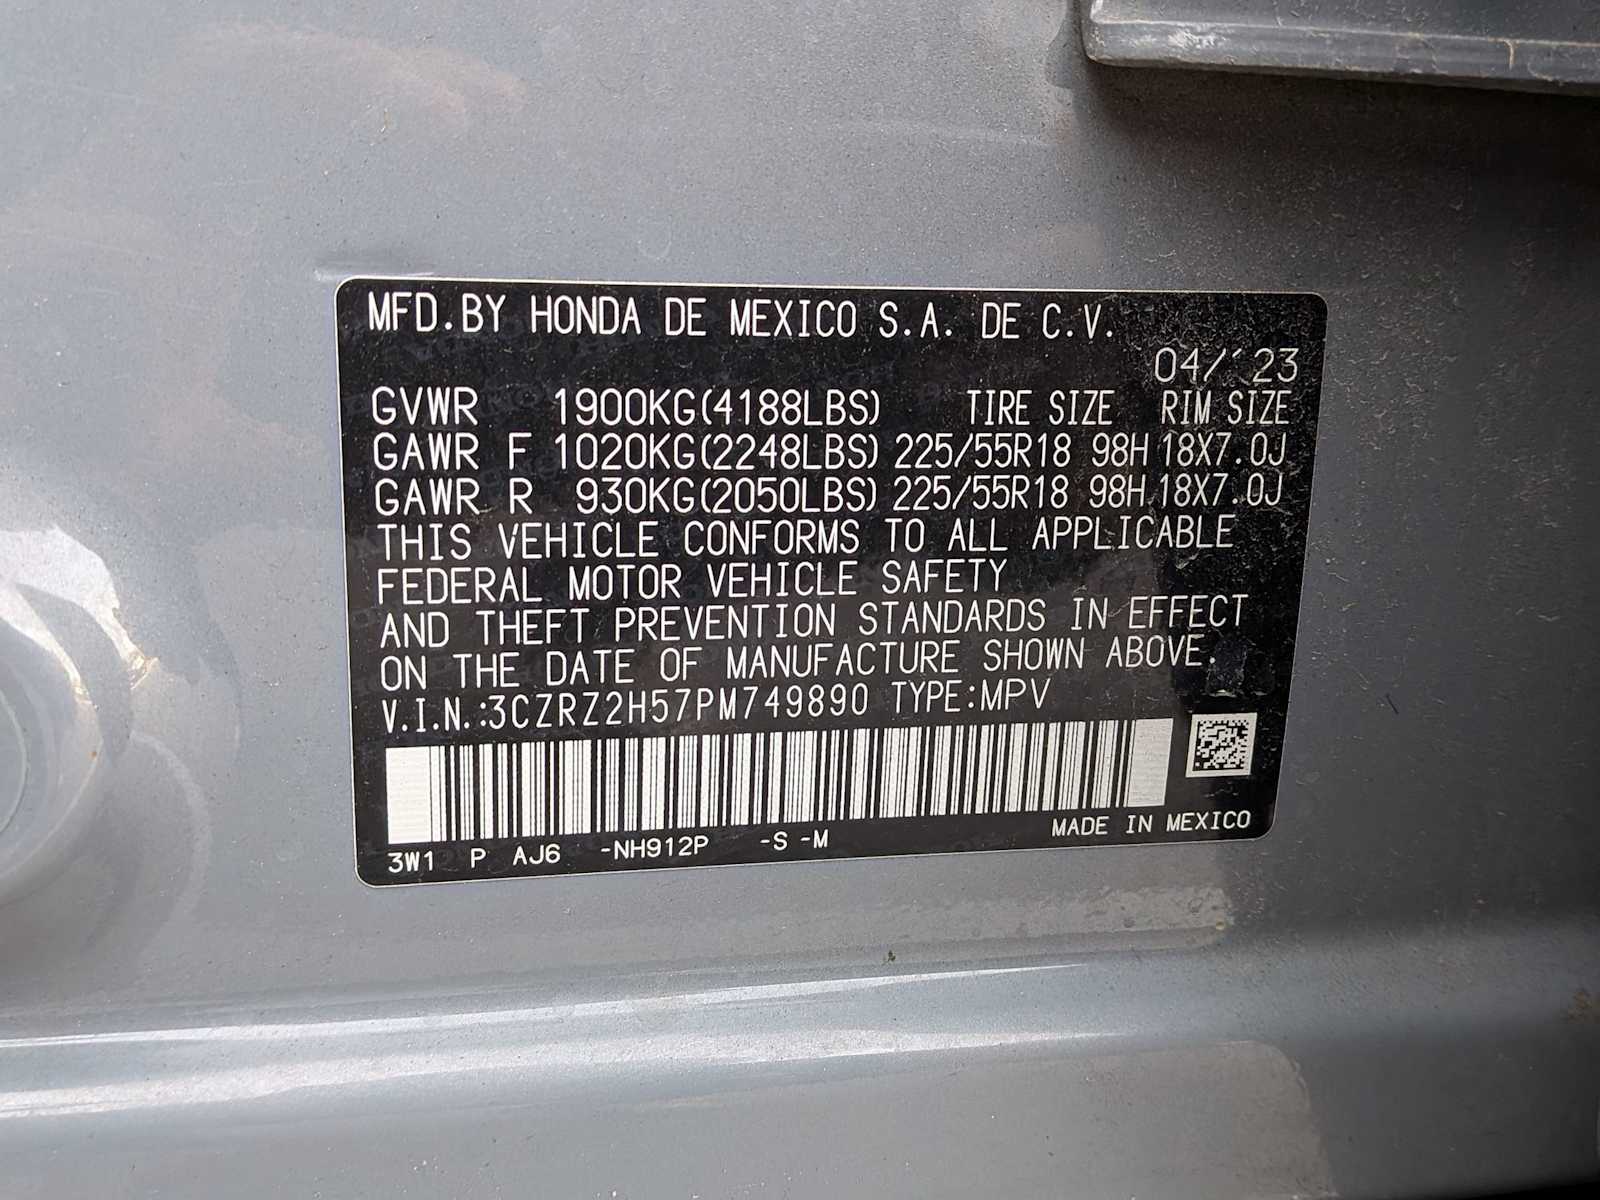 MFD.BY HONDA DE MEXICO S.A. DE C.V.
04/´23
GVWR 1900KG(4188LBS) TIRE SIZE RIM SIZE
GAWR F 1020KG(2248LBS) 225/55R18 98H 18X7.0J
GAWR R 930KG(2050LBS) 225/55R18 98H 18X7.0J
THIS VEHICLE CONFORMS TO ALL APPLICABLE
FEDERAL MOTOR VEHICLE SAFETY
AND THEFT PREVENTION STANDARDS IN EFFECT
ON THE DATE OF MANUFACTURE SHOWN ABOVE.
V.I.N.:3CZRZ2H57PM749890 TYPE:MPV
3W1 P AJ6 -NH912P -S -M MADE IN MEXICO